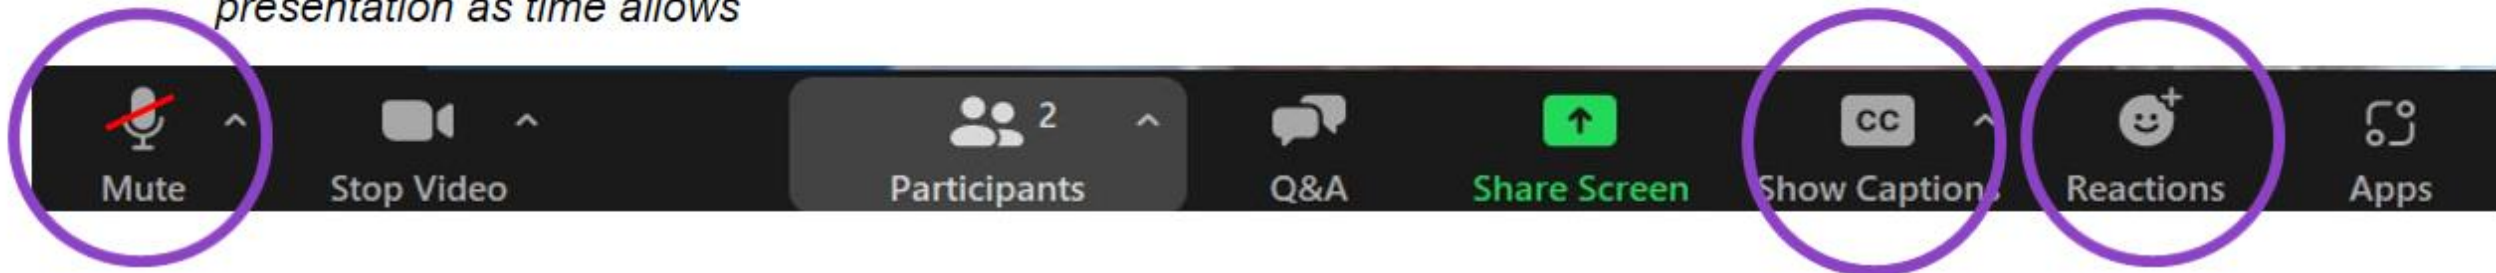 presentation as time allows
2
CC
Mute Stop Video Participants Q&A Share Screen Show Captions Reactions Apps